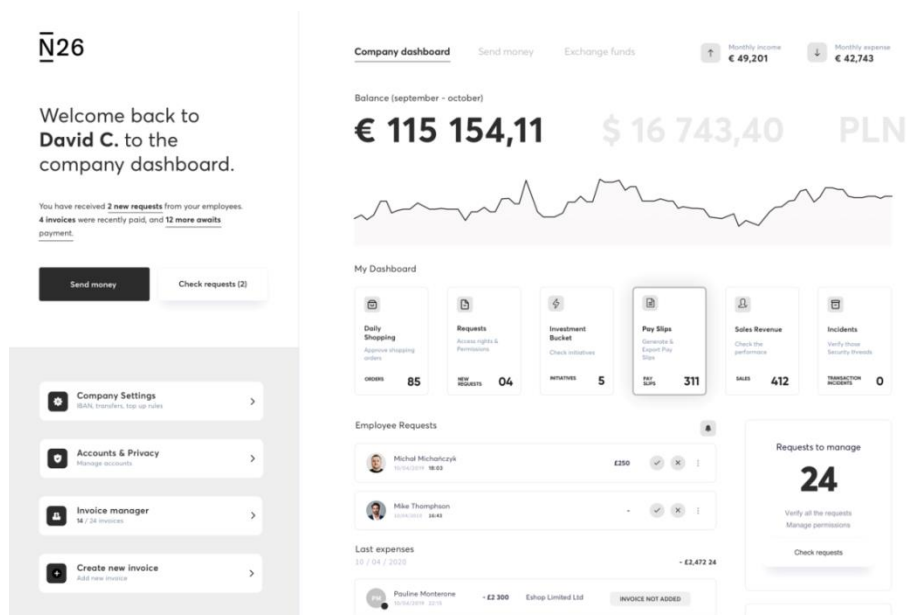 N26
Welcome back to
David C. to the
company dashboard.
You have received 2 new requests from your employees.
4 invoices were recently paid, and 12 more awaits
payment.
Send money
Check requests (2)
Company Settings
IBAN, transfers, top up rules
Accounts & Privacy
Manage accounts
Invoice manager
14 / 24 invoices
Create new invoice
Add new invoice
Company dashboard
Send money
Exchange funds
Monthly income
€ 49,201
Monthly expense
€ 42,743
Balance (september - october)
€ 115 154,11
$ 16 743,40
PLN
My Dashboard
Daily
Shopping
Approve shopping
orders
ORDERS
85
Requests
Access rights &
Permissions
NEW
REQUESTS
04
Investment
Bucket
Check initiatives
INITIATIVES
5
Pay Slips
Generate &
Export Pay
Slips
PAY
SLIPS
311
Sales Revenue
Check the
performace
SALES
412
Incidents
Verify those
Security threads
TRANSACTION
INCIDENTS
0
Employee Requests
Michał Michańczyk
10/04/2019 18:03
£250
Mike Thomphson
16:43
-
Last expenses
10 / 04 / 2020
- £2,472 24
Pauline Monterone
- £2 300
Eshop Limited Ltd
INVOICE NOT ADDED
Requests to manage
24
Verify all the requests
Manage permissions
Check requests